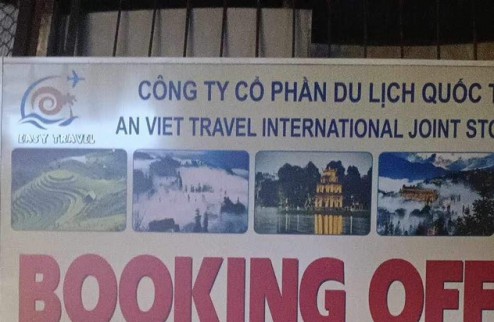 CÔNG TY CỔ PHẦN DU LỊCH QUỐC T
EASY TRAVEL
AN VIET TRAVEL INTERNATIONAL JOINT STO
BOOKING OFF